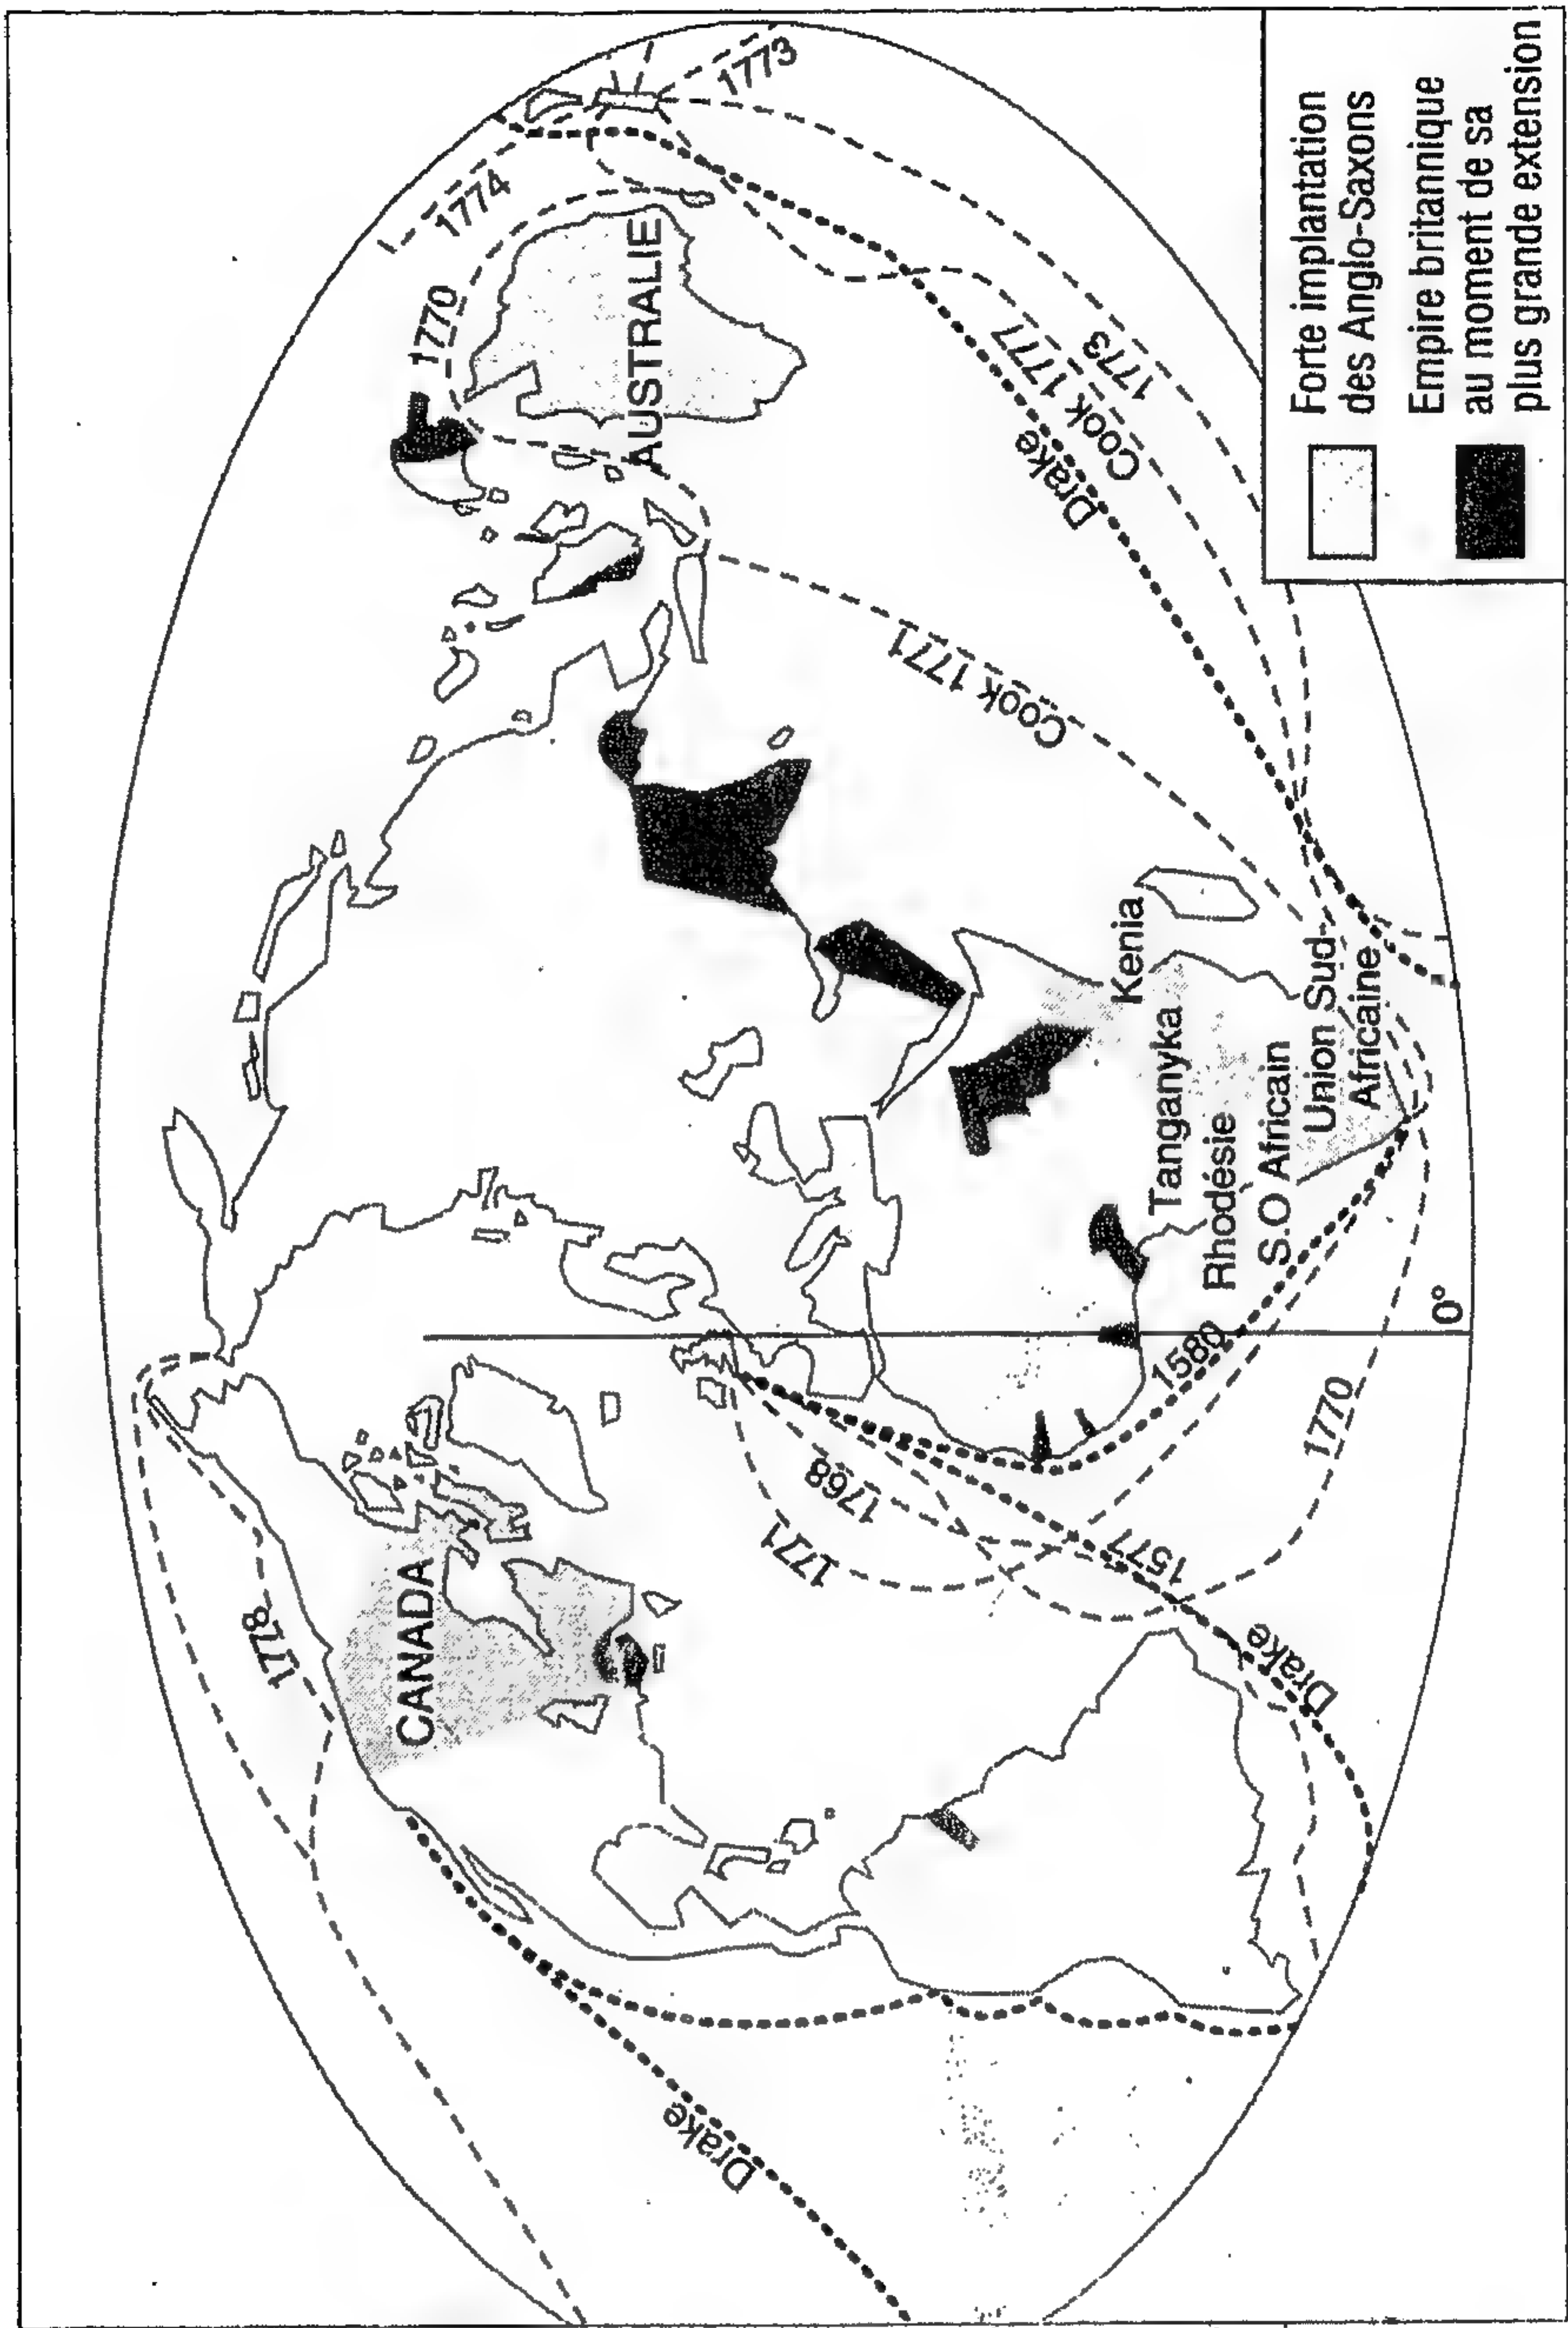 1778
CANADA
Drake
1771
1768
1577
Drake
1580
1770
0°
Tanganyka
Rhodésie
S.O Africain
Kenia
Union Sud-
Africaine
Cook 1771
Drake
Cook 1777
1773
AUSTRALIE
1770
1774
1773
Forte implantation
des Anglo-Saxons
Empire britannique
au moment de sa
plus grande extension